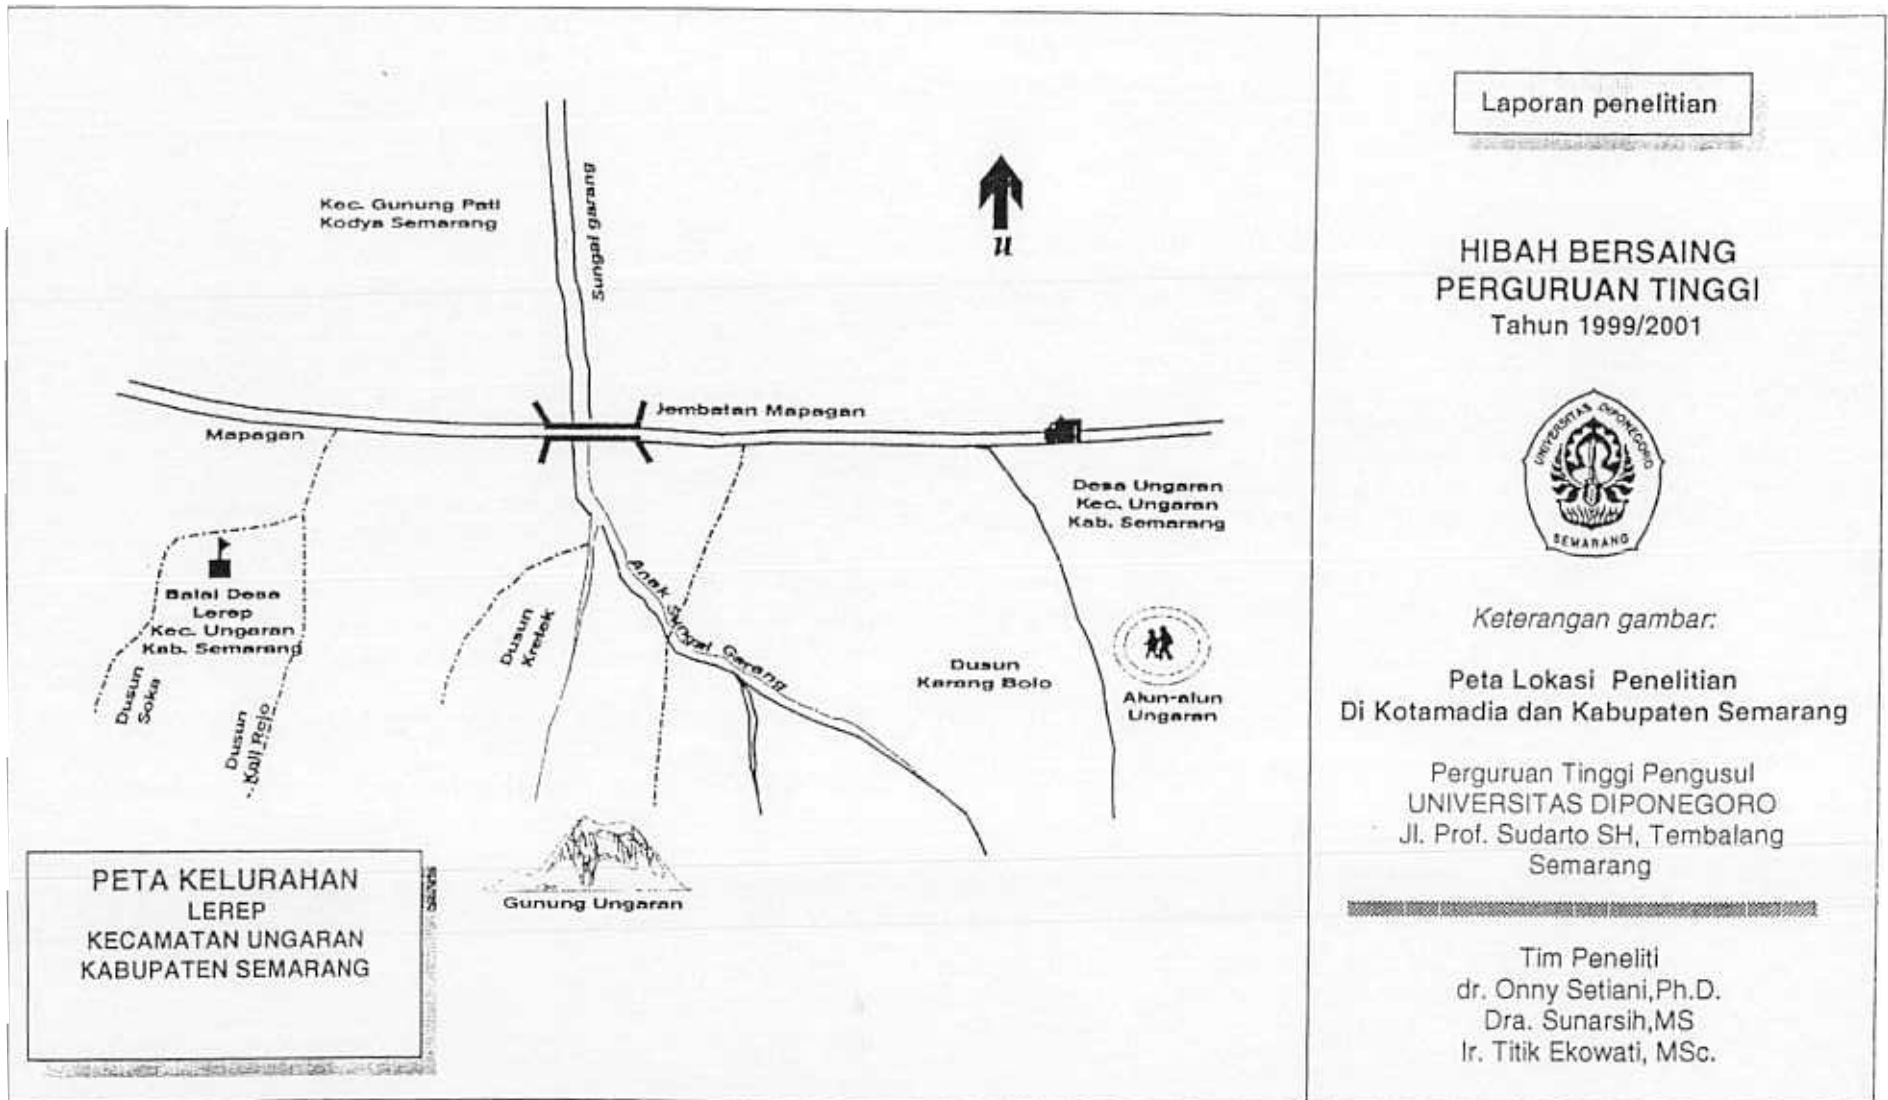 Kec. Gunung Pati
Kodya Semarang
Sungai garang
u
Jembatan Mapagan
Mapagan
Desa Ungaran
Kec. Ungaran
Kab. Semarang
Balai Desa
Lerep
Kec. Ungaran
Kab. Semarang
Dusun
Soka
Dusun
Kali Rejo
Dusun
Kretek
Anak Sungai Garang
Dusun
Karang Bolo
Alun-alun
Ungaran
Gunung Ungaran
PETA KELURAHAN
LEREP
KECAMATAN UNGARAN
KABUPATEN SEMARANG
Laporan penelitian
HIBAH BERSAING
PERGURUAN TINGGI
Tahun 1999/2001
UNIVERSITAS DIPONEGORO
SEMARANG
Keterangan gambar:
Peta Lokasi Penelitian
Di Kotamadia dan Kabupaten Semarang
Perguruan Tinggi Pengusul
UNIVERSITAS DIPONEGORO
Jl. Prof. Sudarto SH, Tembalang
Semarang
Tim Peneliti
dr. Onny Setiani,Ph.D.
Dra. Sunarsih,MS
Ir. Titik Ekowati, MSc.